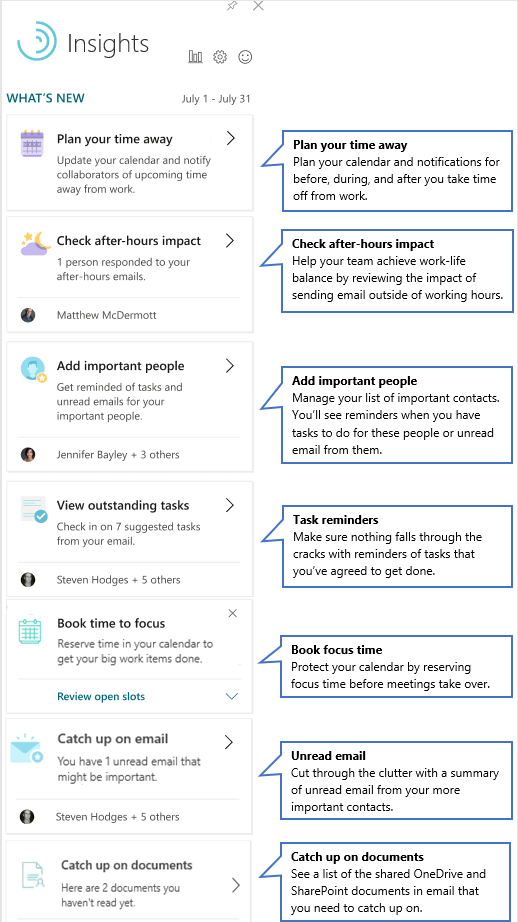 Insights
WHAT'S NEW
July 1 - July 31
Plan your time away
Update your calendar and notify
collaborators of upcoming time
away from work.
Plan your time away
Plan your calendar and notifications for
before, during, and after you take time
off from work.
Check after-hours impact
1 person responded to your
after-hours emails.
Matthew McDermott
Check after-hours impact
Help your team achieve work-life
balance by reviewing the impact of
sending email outside of working hours.
Add important people
Get reminded of tasks and
unread emails for your
important people.
Jennifer Bayley + 3 others
Add important people
Manage your list of important contacts.
You'll see reminders when you have
tasks to do for these people or unread
email from them.
View outstanding tasks
Check in on 7 suggested tasks
from your email.
Steven Hodges + 5 others
Task reminders
Make sure nothing falls through the
cracks with reminders of tasks that
you've agreed to get done.
Book time to focus
Reserve time in your calendar to
get your big work items done.
Review open slots
Book focus time
Protect your calendar by reserving
focus time before meetings take over.
Catch up on email
You have 1 unread email that
might be important.
Steven Hodges + 5 others
Unread email
Cut through the clutter with a summary
of unread email from your more
important contacts.
Catch up on documents
Here are 2 documents you
haven't read yet.
Catch up on documents
See a list of the shared OneDrive and
SharePoint documents in email that
you need to catch up on.